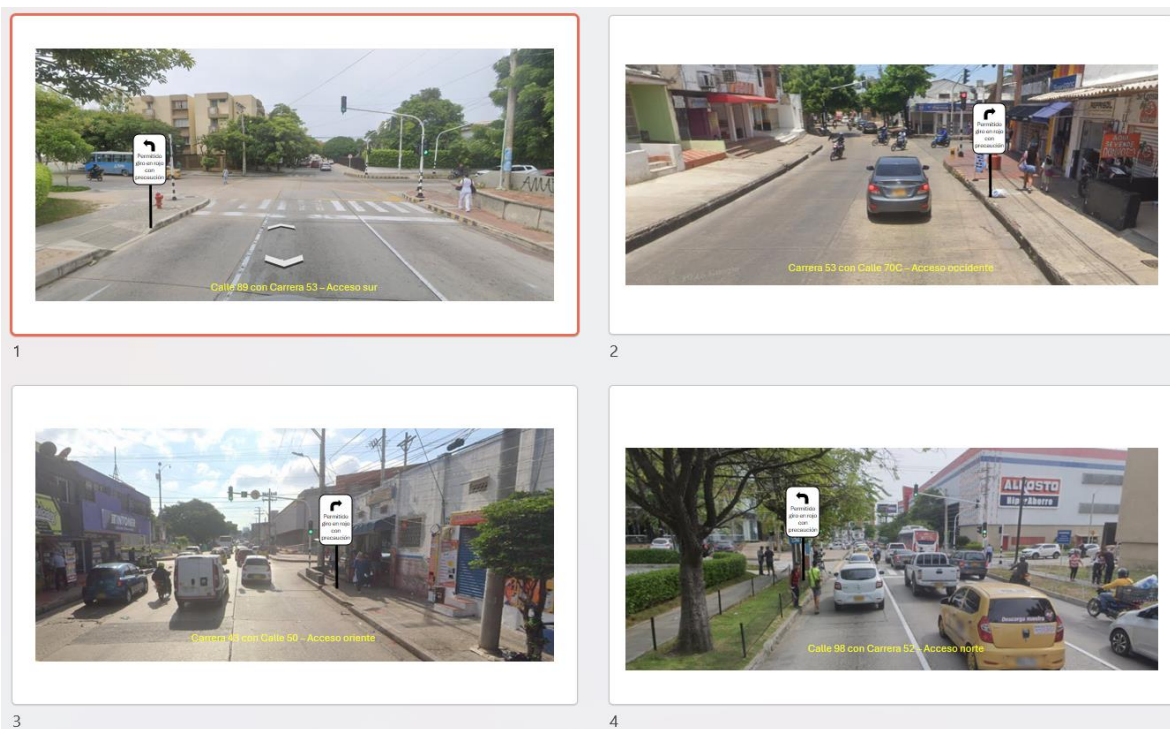 Permitido
giro en rojo
con
precaución
AMA
Calle 89 con Carrera 53 – Acceso sur
1
Permitido
giro en rojo
con
precaución
Carrera 53 con Calle 70C – Acceso occidente
2
Permitido
giro en rojo
con
precaución
Carrera 43 con Calle 50 – Acceso oriente
3
Permitido
giro en rojo
con
precaución
ALKOSTO
Hiper Ahorro
Calle 98 con Carrera 52 – Acceso norte
4